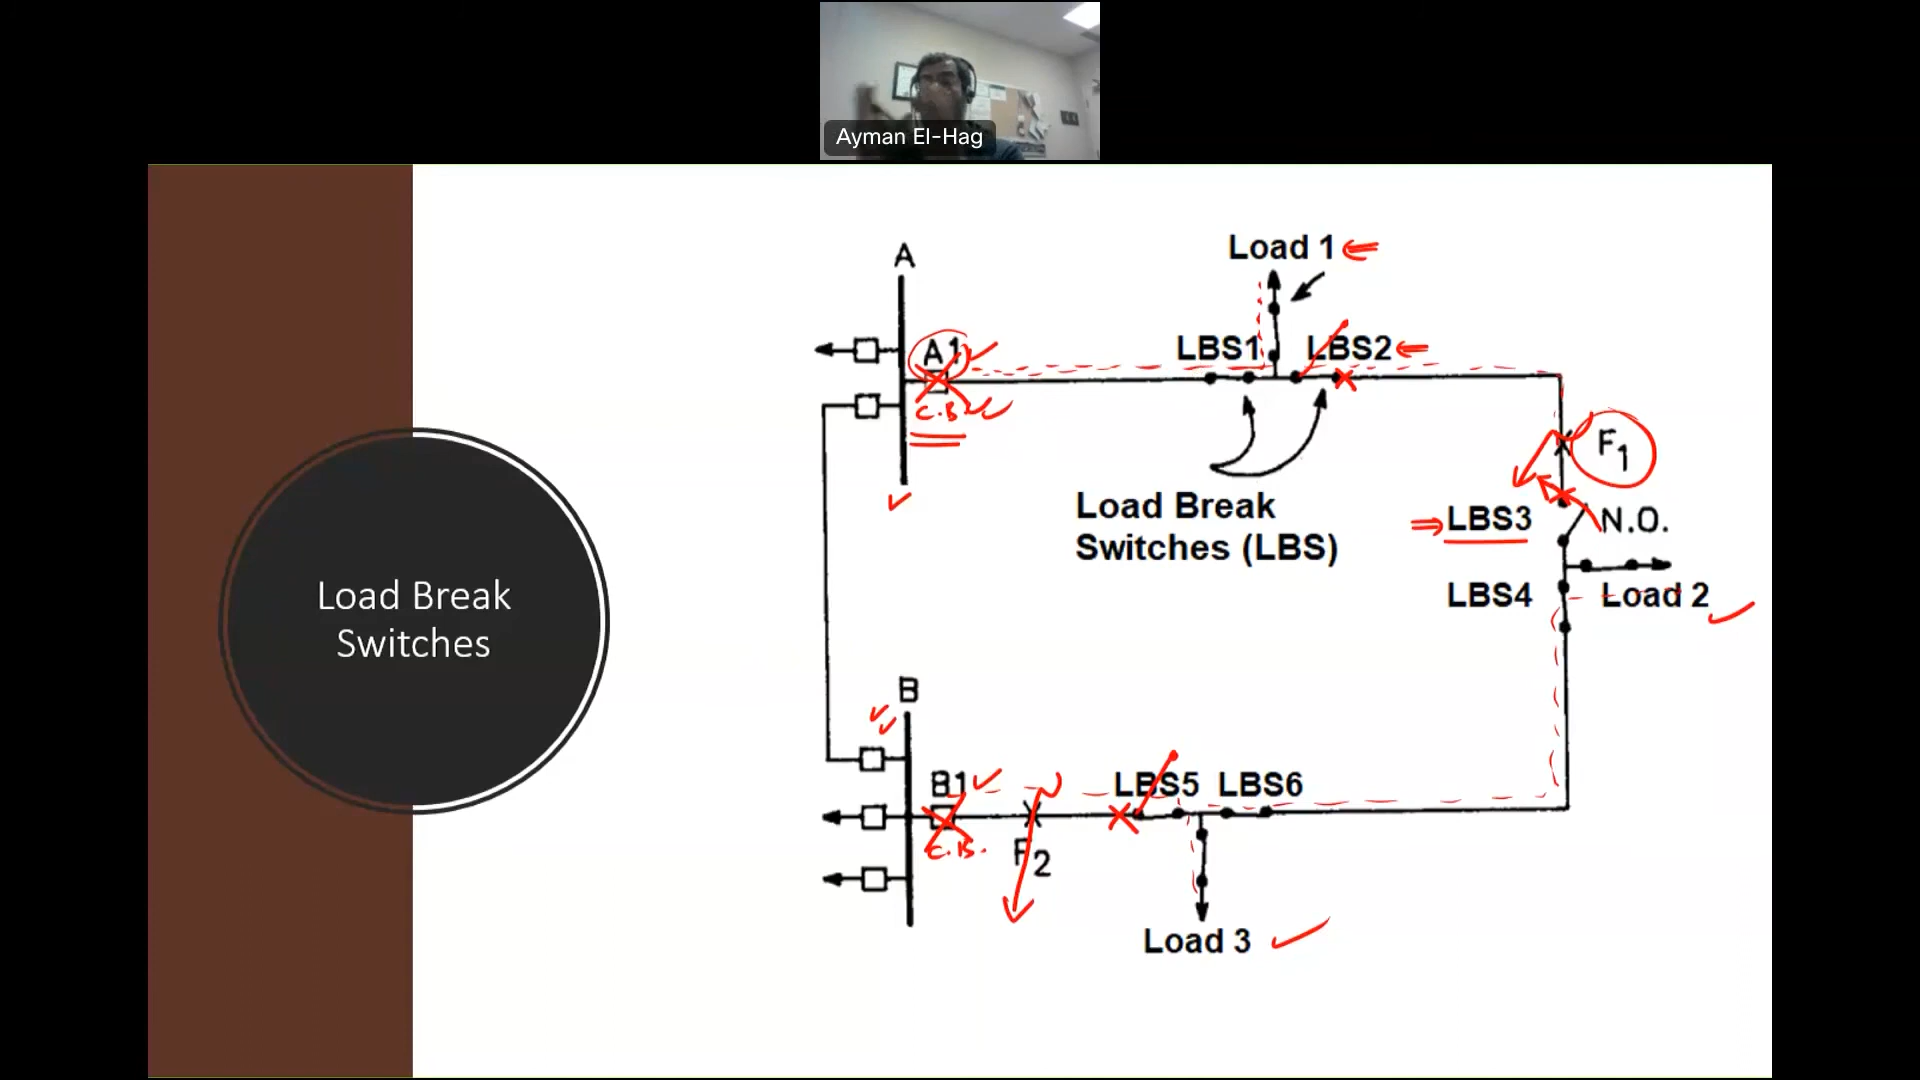 Ayman El-Hag
Load Break
Switches
A
Load 1
A1
C.B
LBS1
LBS2
F1
Load Break
Switches (LBS)
LBS3
N.O.
LBS4
Load 2
B
B1
C.B.
F2
LBS5
LBS6
Load 3